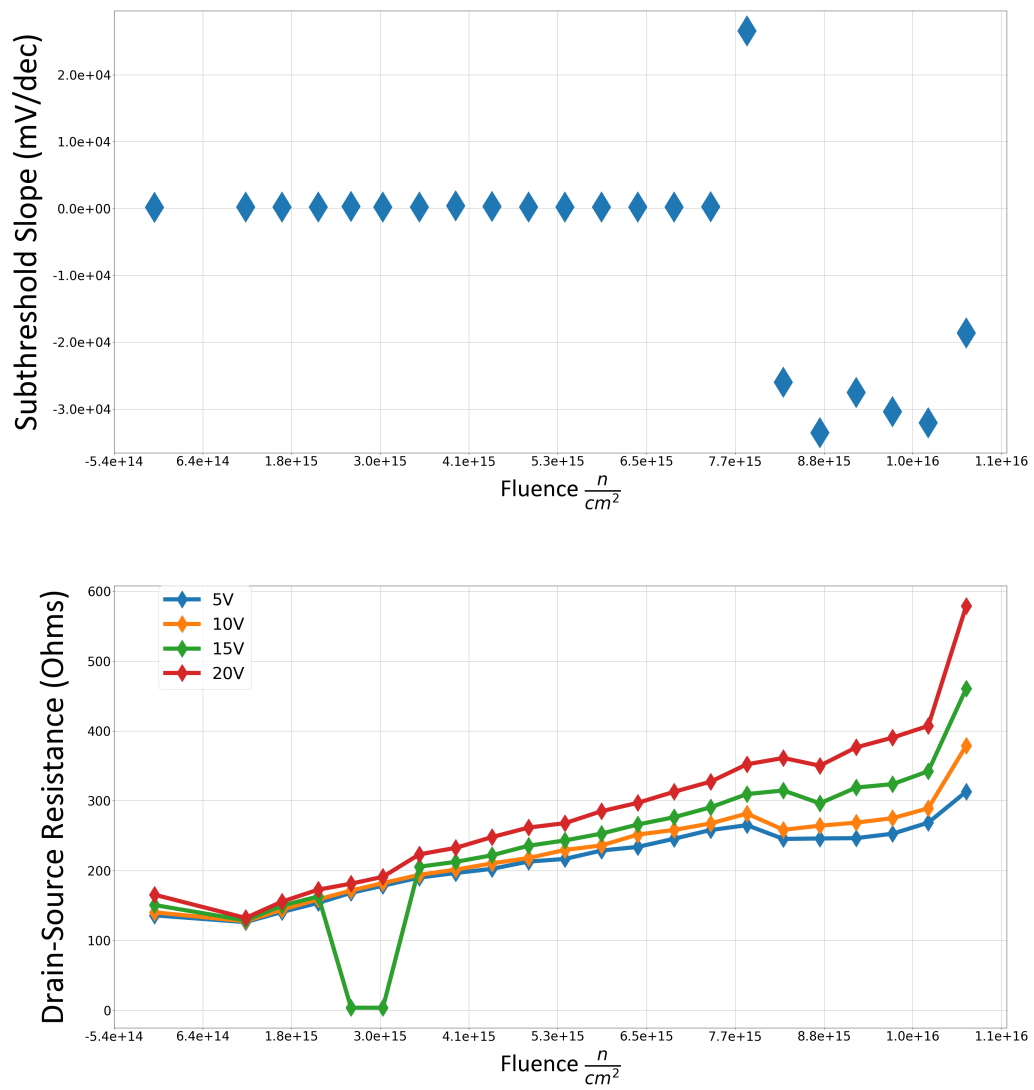 Subthreshold Slope (mV/dec)
2.0e+04
1.0e+04
0.0e+00
-1.0e+04
-2.0e+04
-3.0e+04
-5.4e+14 6.4e+14 1.8e+15 3.0e+15 4.1e+15 5.3e+15 6.5e+15 7.7e+15 8.8e+15 1.0e+16 1.1e+16
Fluence n/cm²
Drain-Source Resistance (Ohms)
600
500
400
300
200
100
0
5V
10V
15V
20V
-5.4e+14 6.4e+14 1.8e+15 3.0e+15 4.1e+15 5.3e+15 6.5e+15 7.7e+15 8.8e+15 1.0e+16 1.1e+16
Fluence n/cm²